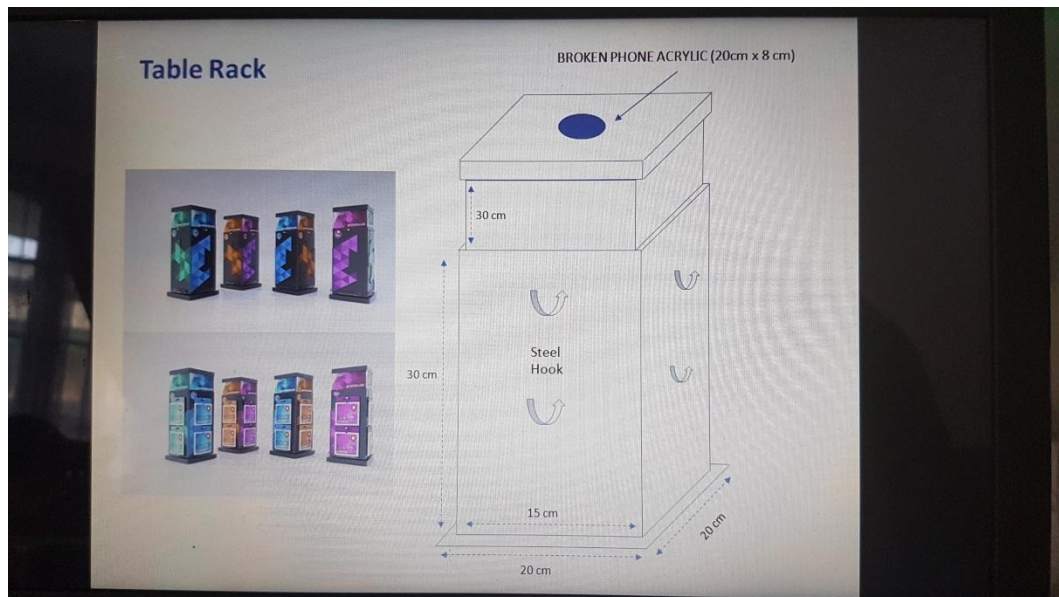 Table Rack
BROKEN PHONE ACRYLIC (20cm x 8 cm)
30 cm
Steel
Hook
30 cm
15 cm
20 cm
20 cm